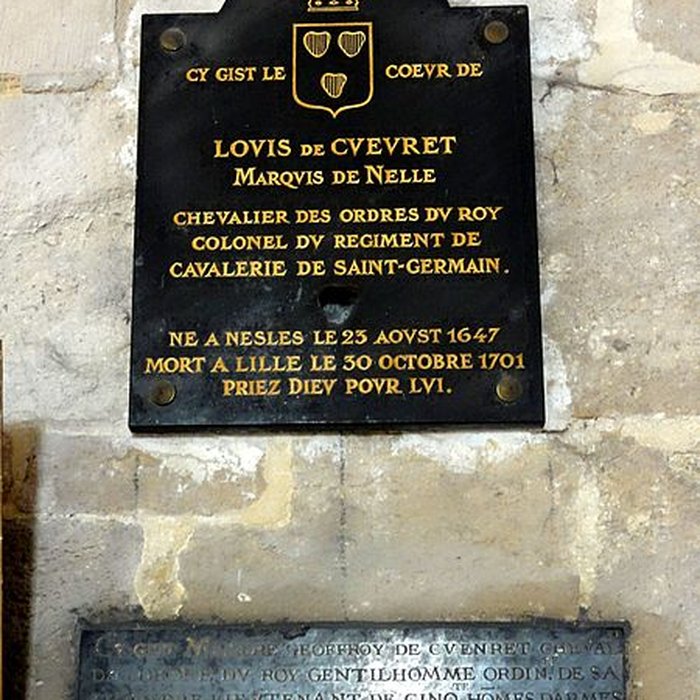 CY GIST LE COEVR DE
LOVIS DE CVEVRET
MARQVIS DE NELLE
CHEVALIER DES ORDRES DV ROY
COLONEL DV REGIMENT DE
CAVALERIE DE SAINT-GERMAIN.
NE A NESLES LE 23 AOVST 1647
MORT A LILLE LE 30 OCTOBRE 1701
PRIEZ DIEV POVR LVI.
CY GIST GEOFFROY DE CVENRET
DV ROY GENTILHOMME ORDIN. DE SA
DE CINQ